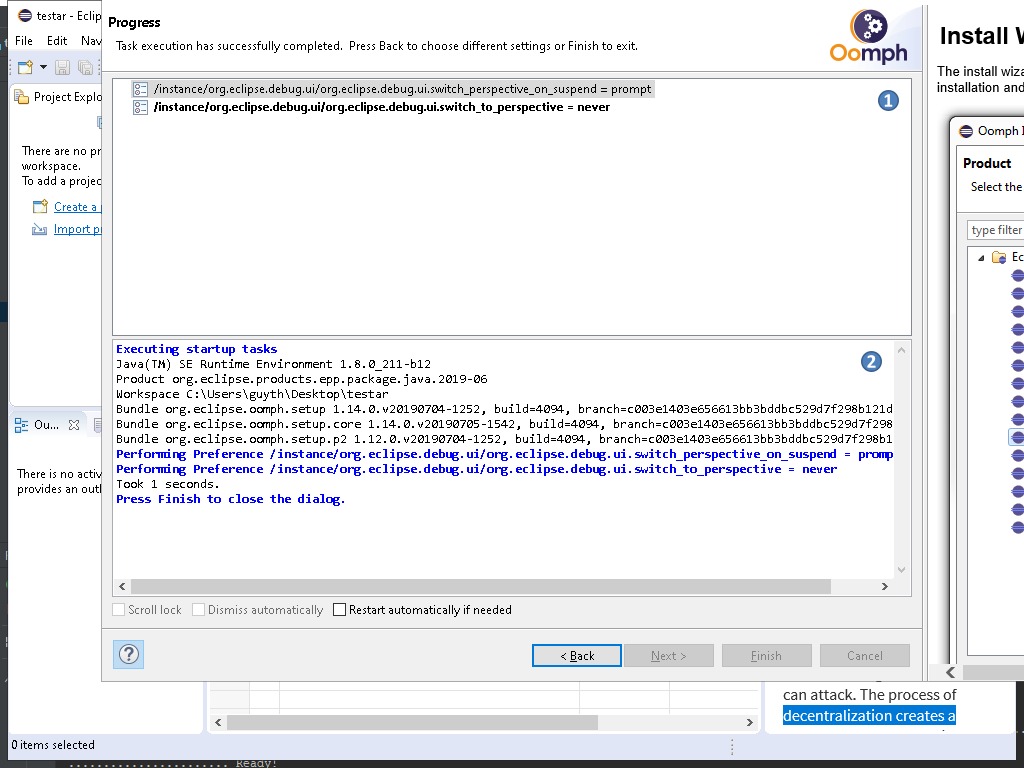 testar - Eclip
File Edit Nav
Project Explo
There are no pr
workspace.
To add a projec
Create a p
Import pr
Ou...
There is no activ
provides an outl
0 items selected
Progress
Task execution has successfully completed. Press Back to choose different settings or Finish to exit.
Oomph
/instance/org.eclipse.debug.ui/org.eclipse.debug.ui.switch_perspective_on_suspend = prompt
/instance/org.eclipse.debug.ui/org.eclipse.debug.ui.switch_to_perspective = never
1
Executing startup tasks
Java(TM) SE Runtime Environment 1.8.0_211-b12
Product org.eclipse.products.epp.package.java.2019-06
Workspace C:\Users\guyth\Desktop\testar
Bundle org.eclipse.oomph.setup 1.14.0.v20190704-1252, build=4094, branch=c003e1403e656613bb3bddbc529d7f298b121d
Bundle org.eclipse.oomph.setup.core 1.14.0.v20190705-1542, build=4094, branch=c003e1403e656613bb3bddbc529d7f298
Bundle org.eclipse.oomph.setup.p2 1.12.0.v20190704-1252, build=4094, branch=c003e1403e656613bb3bddbc529d7f298b1
Performing Preference /instance/org.eclipse.debug.ui/org.eclipse.debug.ui.switch_perspective_on_suspend = promp
Performing Preference /instance/org.eclipse.debug.ui/org.eclipse.debug.ui.switch_to_perspective = never
Took 1 seconds.
Press Finish to close the dialog.
2
Scroll lock Dismiss automatically Restart automatically if needed
? < Back Next > Finish Cancel
Install W
The install wiza
installation and
Oomph I
Product
Select the
type filter
Ec
can attack. The process of
decentralization creates a
Ready!